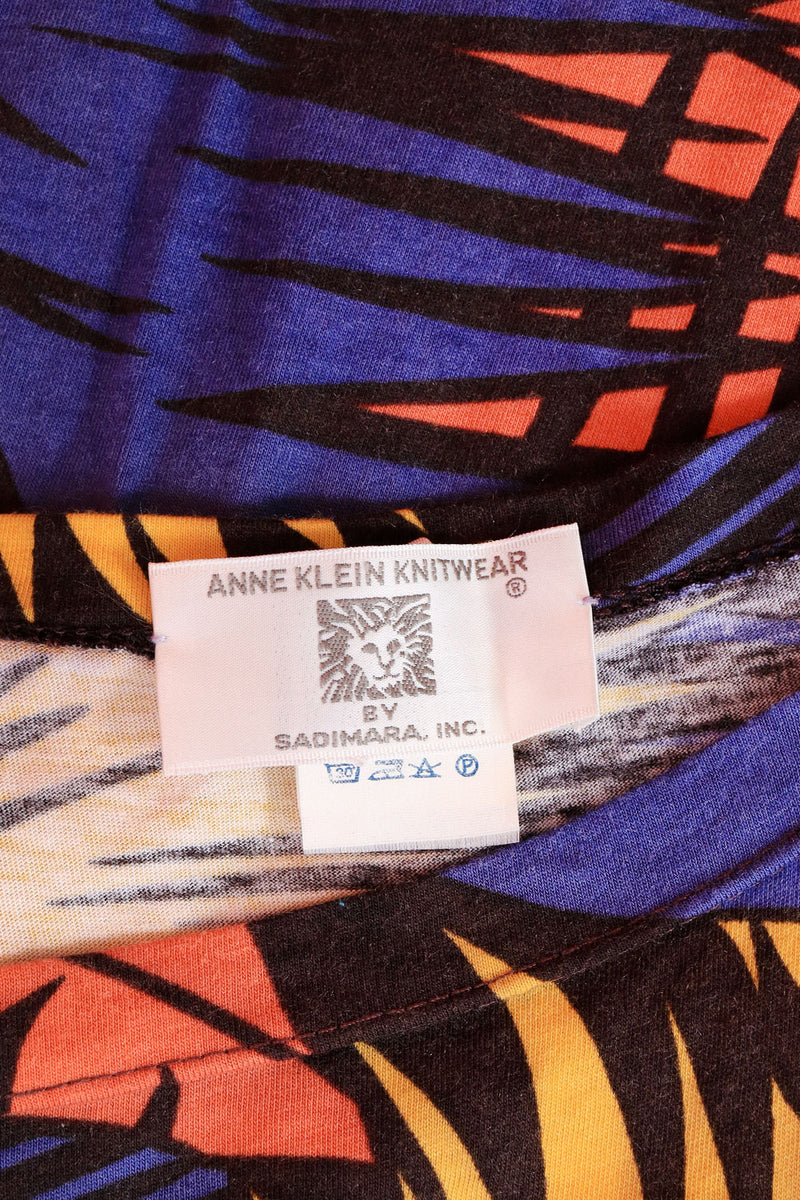 ANNE KLEIN KNITWEAR®
BY
SADIMARA, INC.
30 P